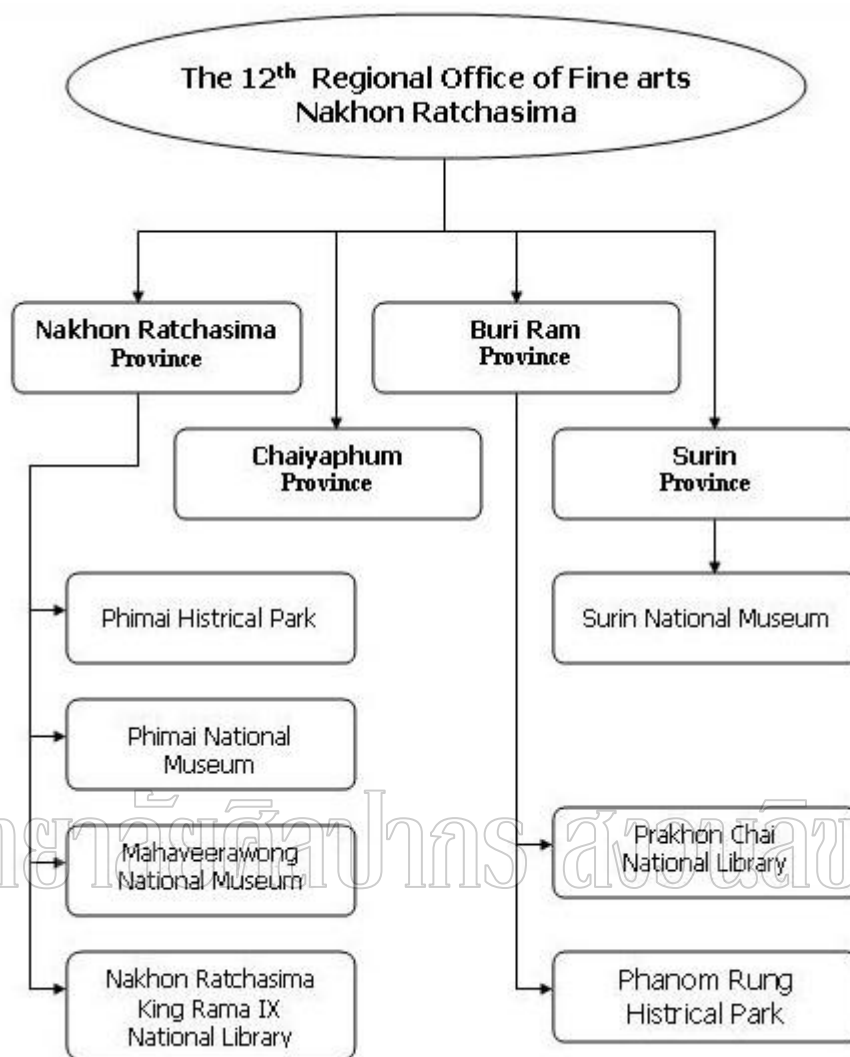 The 12th Regional Office of Fine arts
Nakhon Ratchasima
Nakhon Ratchasima
Province
Buri Ram
Province
Chaiyaphum
Province
Surin
Province
Phimai Histrical Park
Surin National Museum
Phimai National
Museum
Mahaveerawong
National Museum
Prakhon Chai
National Library
Nakhon Ratchasima
King Rama IX
National Library
Phanom Rung
Histrical Park